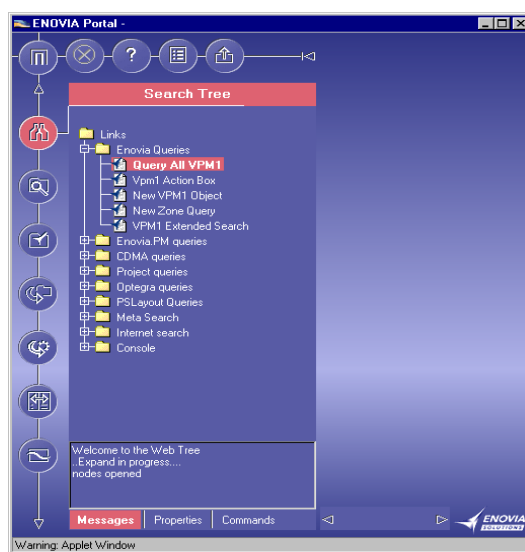 ENOVIA Portal -
?
Search Tree
Links
Enovia Queries
Query All VPM1
Vpm1 Action Box
New VPM1 Object
New Zone Query
VPM1 Extended Search
Enovia.PM queries
CDMA queries
Project queries
Optegra queries
PSLayout Queries
Meta Search
Internet search
Console
Welcome to the Web Tree
..Expand in progress....
nodes opened
Messages Properties Commands
ENOVIA
SOLUTIONS
Warning: Applet Window